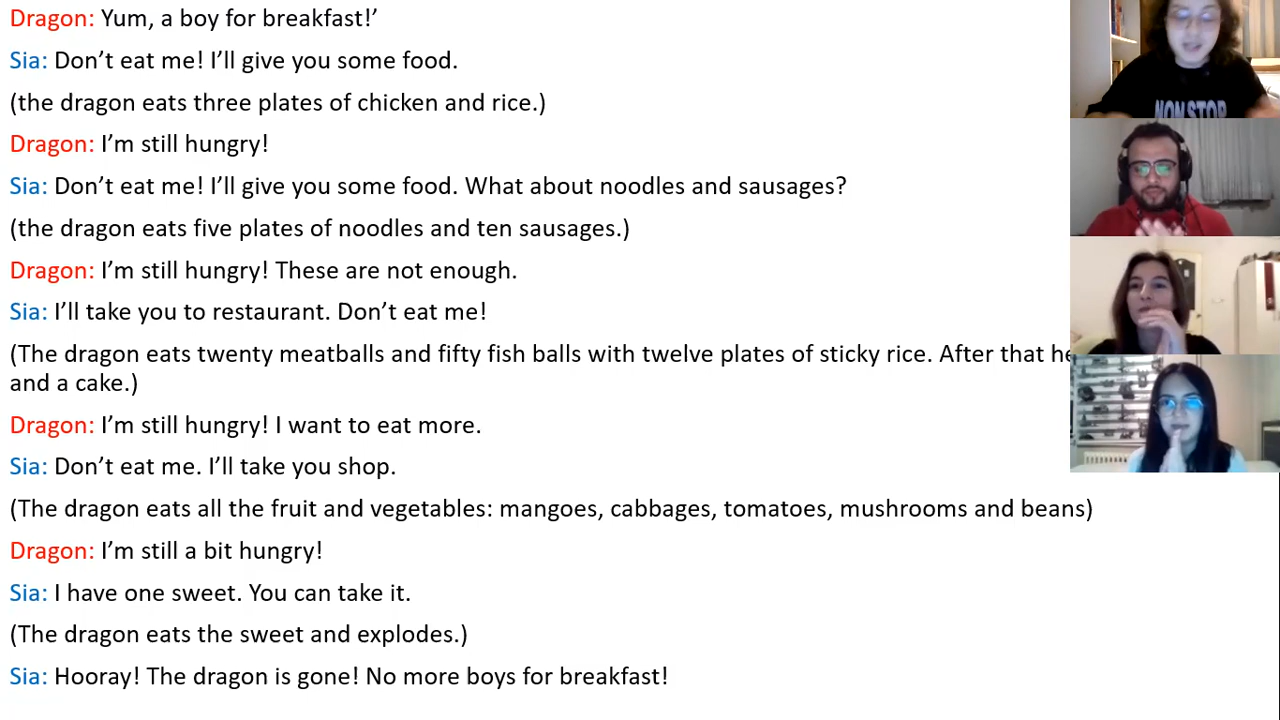 Dragon: Yum, a boy for breakfast!’
Sia: Don’t eat me! I’ll give you some food.
(the dragon eats three plates of chicken and rice.)
Dragon: I’m still hungry!
Sia: Don’t eat me! I’ll give you some food. What about noodles and sausages?
(the dragon eats five plates of noodles and ten sausages.)
Dragon: I’m still hungry! These are not enough.
Sia: I’ll take you to restaurant. Don’t eat me!
(The dragon eats twenty meatballs and fifty fish balls with twelve plates of sticky rice. After that he
and a cake.)
Dragon: I’m still hungry! I want to eat more.
Sia: Don’t eat me. I’ll take you shop.
(The dragon eats all the fruit and vegetables: mangoes, cabbages, tomatoes, mushrooms and beans)
Dragon: I’m still a bit hungry!
Sia: I have one sweet. You can take it.
(The dragon eats the sweet and explodes.)
Sia: Hooray! The dragon is gone! No more boys for breakfast!
NONSTOP